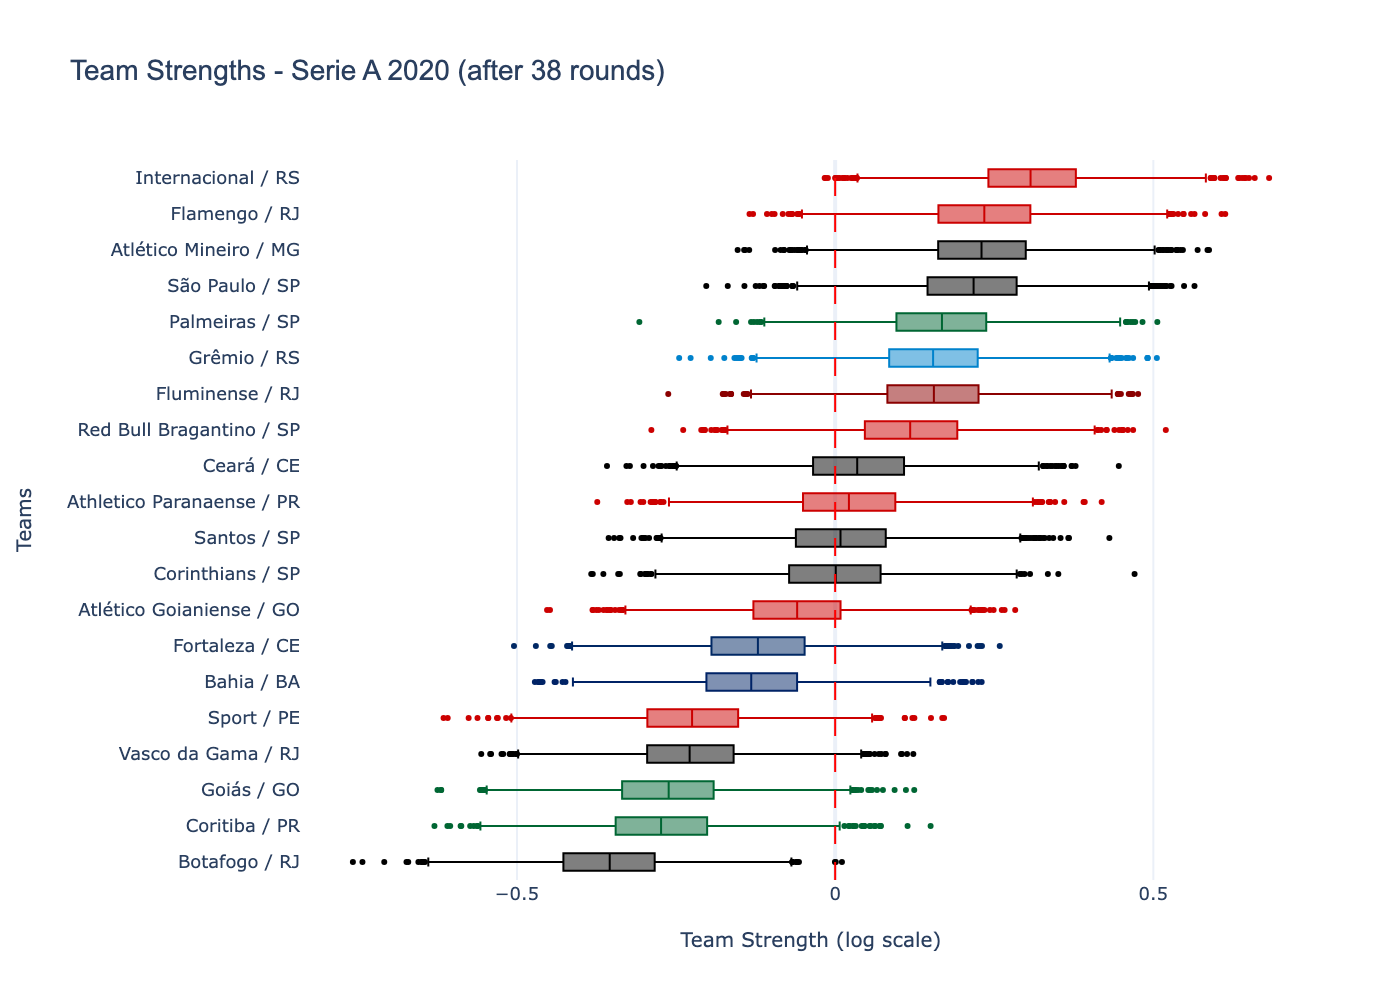 Team Strengths - Serie A 2020 (after 38 rounds)
Teams
Internacional / RS
Flamengo / RJ
Atlético Mineiro / MG
São Paulo / SP
Palmeiras / SP
Grêmio / RS
Fluminense / RJ
Red Bull Bragantino / SP
Ceará / CE
Athletico Paranaense / PR
Santos / SP
Corinthians / SP
Atlético Goianiense / GO
Fortaleza / CE
Bahia / BA
Sport / PE
Vasco da Gama / RJ
Goiás / GO
Coritiba / PR
Botafogo / RJ
−0.5 0 0.5
Team Strength (log scale)